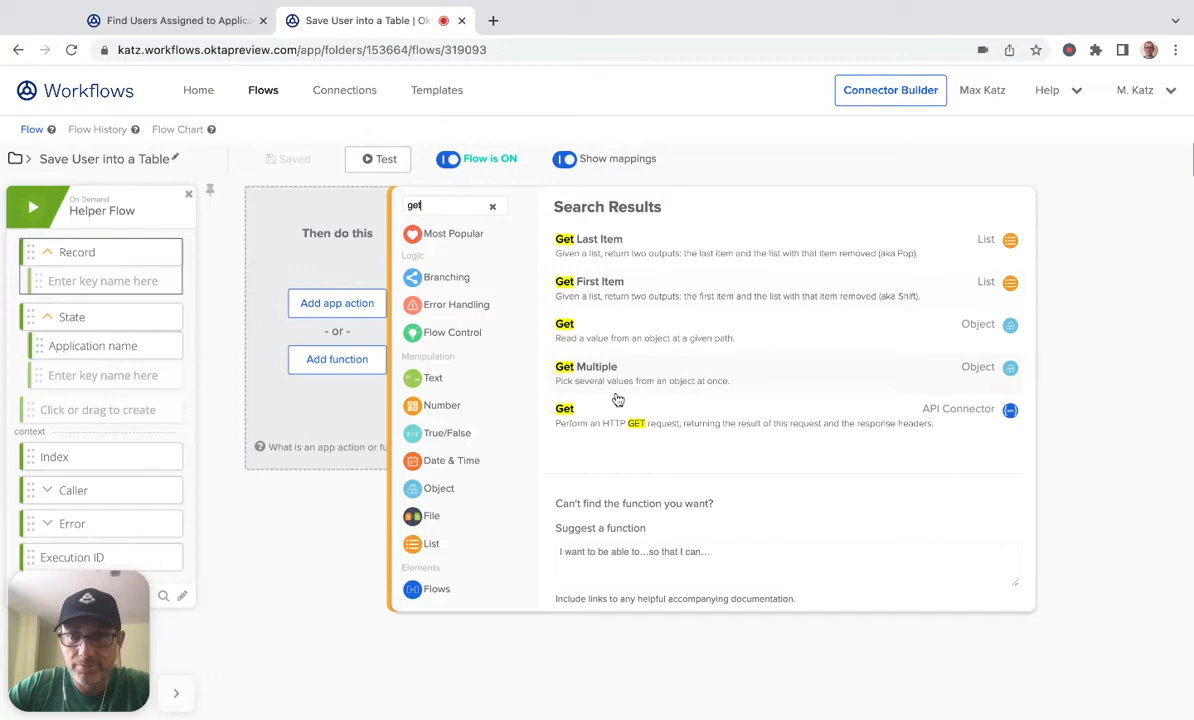 Find Users Assigned to Applica
Save User into a Table | Ok
katz.workflows.oktapreview.com/app/folders/153664/flows/319093
Workflows
Home
Flows
Connections
Templates
Connector Builder
Max Katz
Help
M. Katz
Flow
Flow History
Flow Chart
Save User into a Table
Saved
Test
Flow is ON
Show mappings
On Demand
Helper Flow
Record
Enter key name here
State
Application name
Enter key name here
Click or drag to create
context
Index
Caller
Error
Execution ID
Then do this
Add app action
- or -
Add function
What is an app action or fu
get
Most Popular
Logic
Branching
Error Handling
Flow Control
Manipulation
Text
Number
True/False
Date & Time
Object
File
List
Elements
Flows
Search Results
Get Last Item
List
Given a list, return two outputs: the last item and the list with that item removed (aka Pop).
Get First Item
List
Given a list, return two outputs: the first item and the list with that item removed (aka Shift).
Get
Object
Read a value from an object at a given path.
Get Multiple
Object
Pick several values from an object at once.
Get
API Connector
Perform an HTTP GET request, returning the result of this request and the response headers.
Can't find the function you want?
Suggest a function
I want to be able to...so that I can...
Include links to any helpful accompanying documentation.